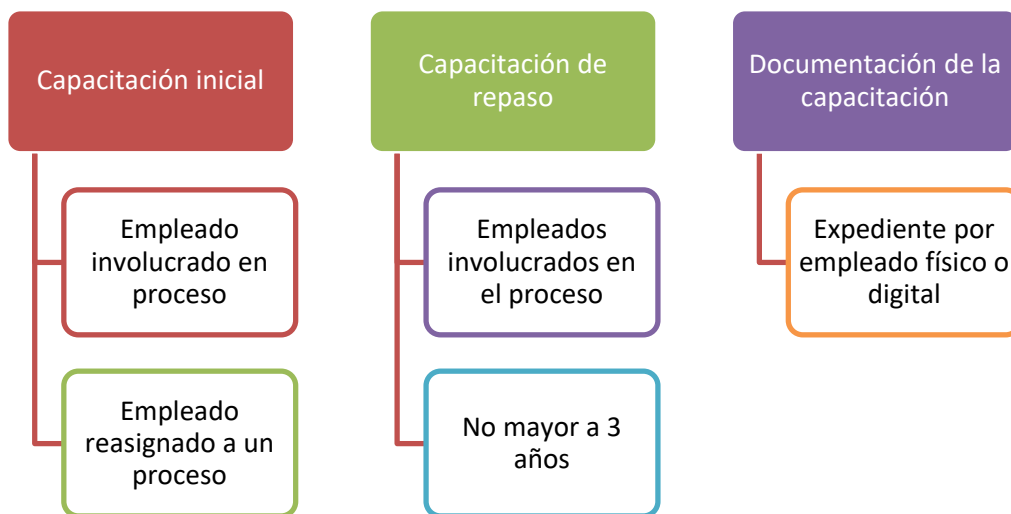 Capacitación inicial
Empleado
involucrado en
proceso
Empleado
reasignado a un
proceso
Capacitación de
repaso
Empleados
involucrados en
el proceso
No mayor a 3
años
Documentación de la
capacitación
Expediente por
empleado físico o
digital